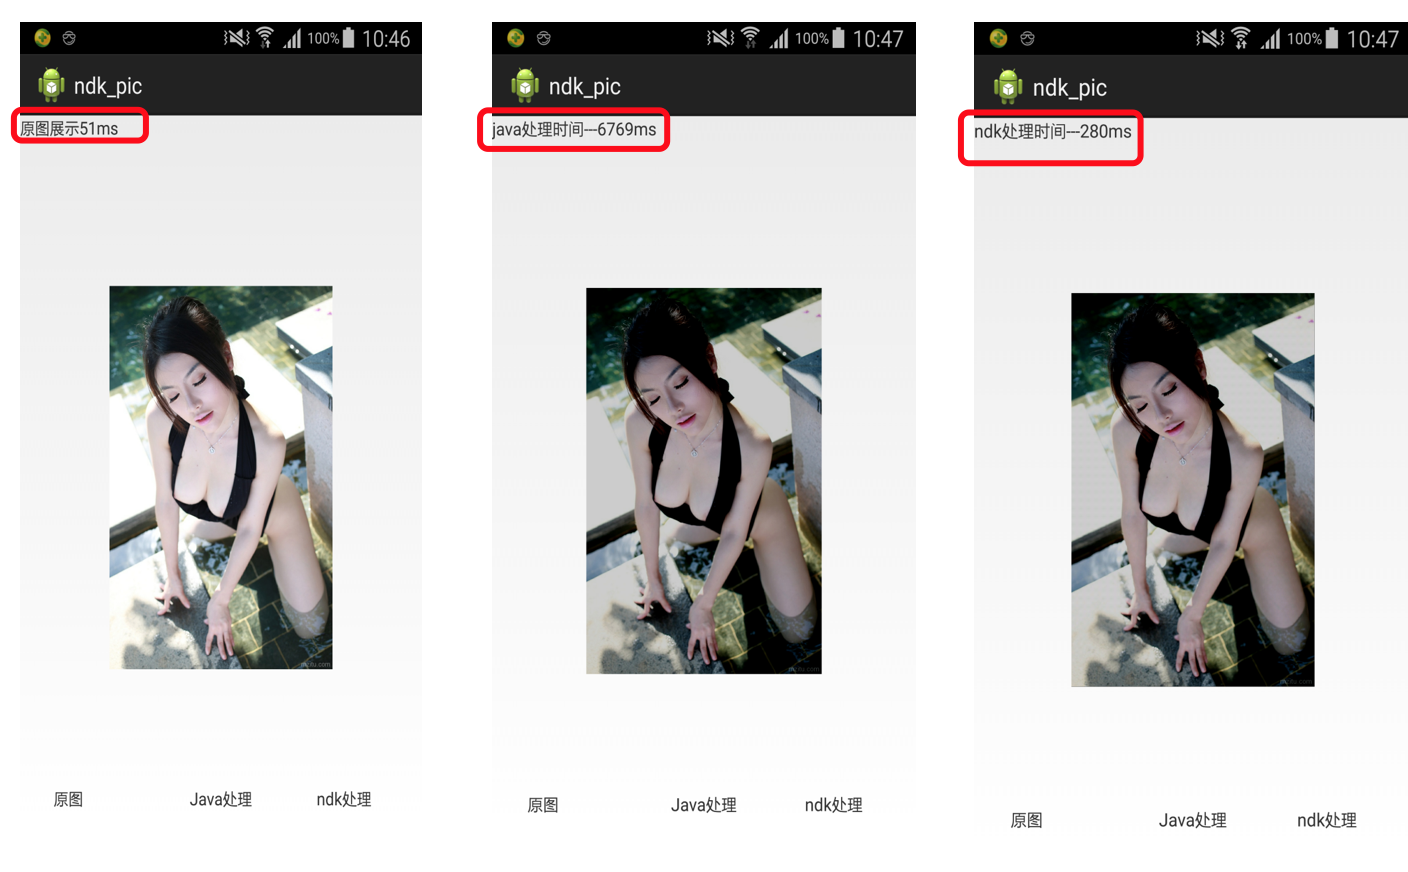 100% 10:46
ndk_pic
原图展示51ms
原图 Java处理 ndk处理
100% 10:47
ndk_pic
java处理时间---6769ms
原图 Java处理 ndk处理
100% 10:47
ndk_pic
ndk处理时间---280ms
原图 Java处理 ndk处理